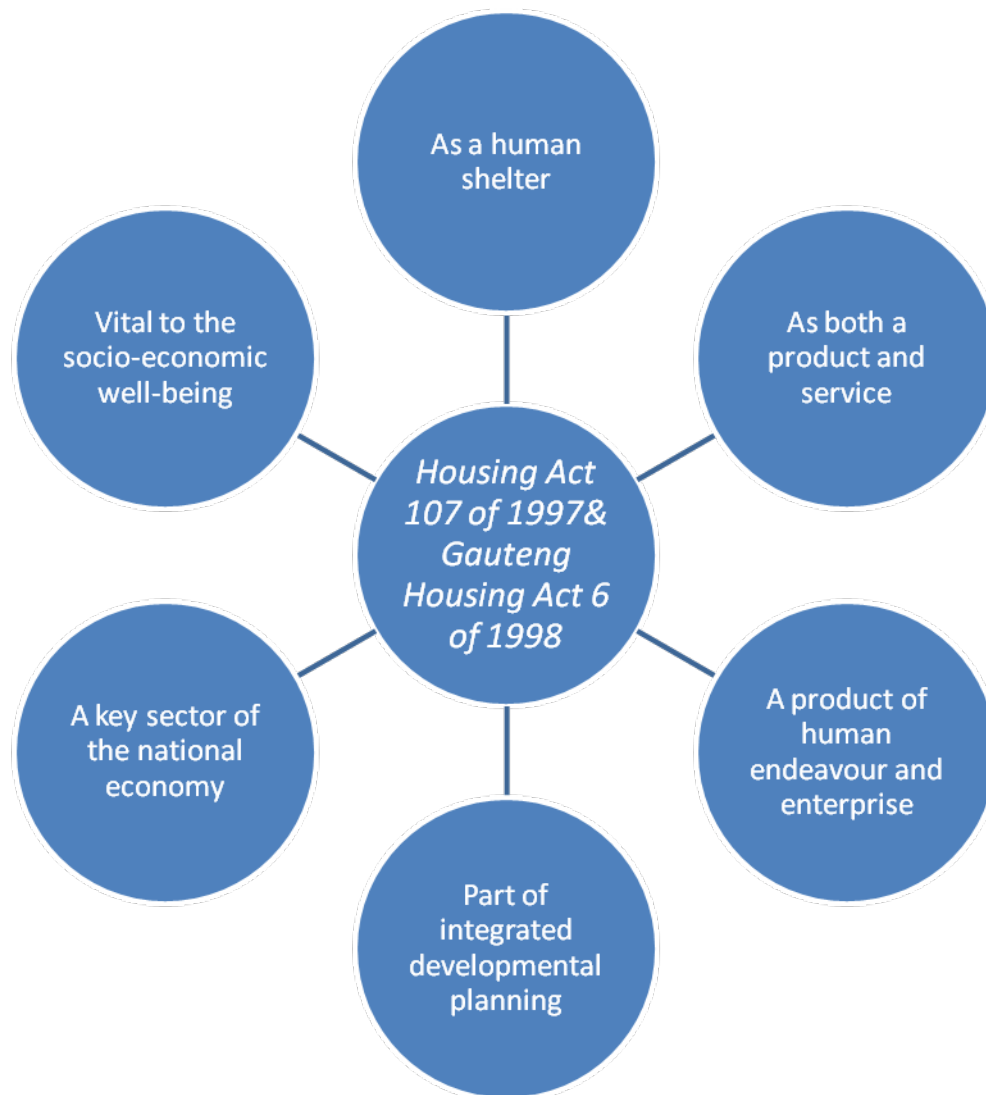 As a human
shelter
As both a
product and
service
A product of
human
endeavour and
enterprise
Part of
integrated
developmental
planning
A key sector of
the national
economy
Vital to the
socio-economic
well-being
Housing Act
107 of 1997&
Gauteng
Housing Act 6
of 1998